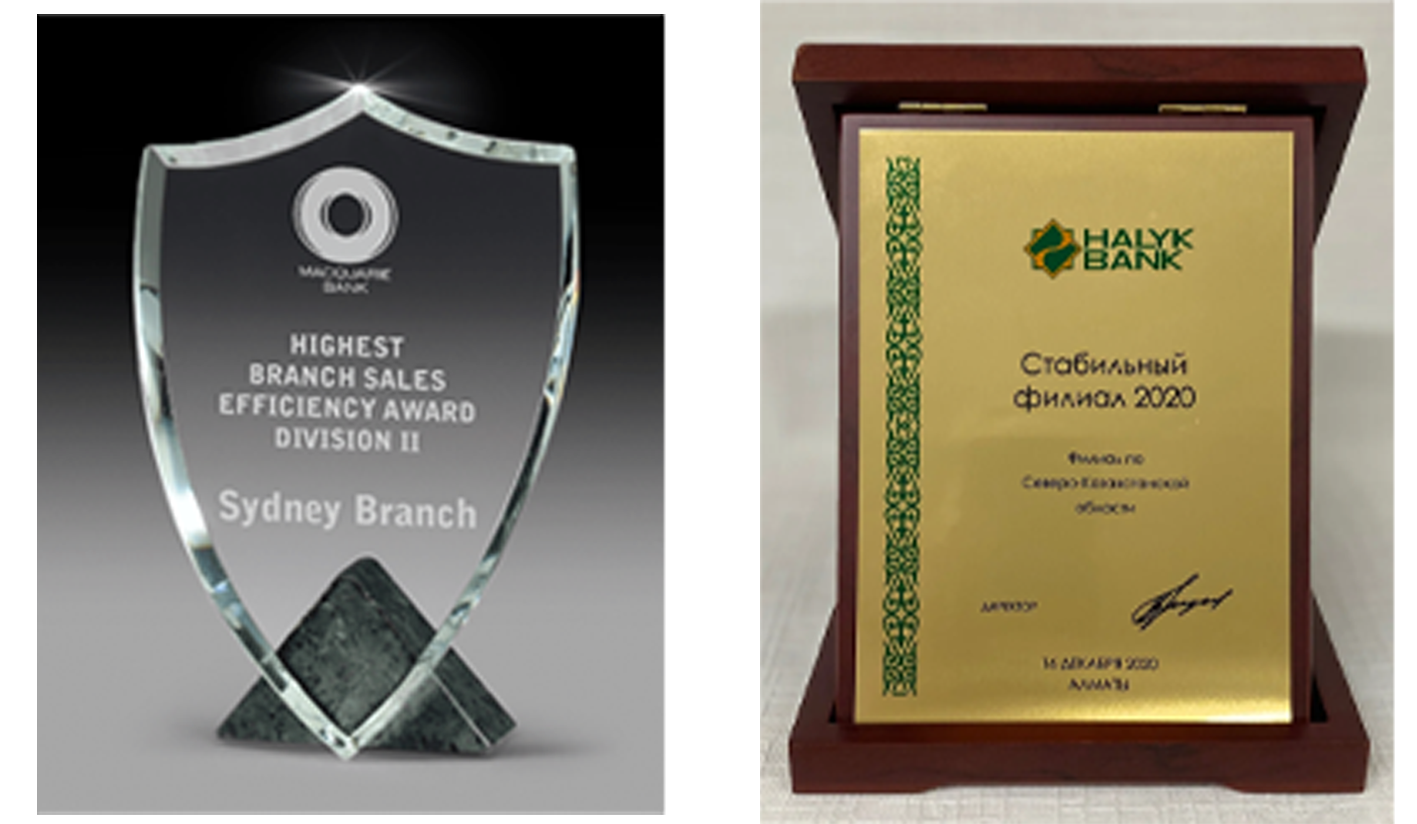 MACQUARIE
BANK
HIGHEST
BRANCH SALES
EFFICIENCY AWARD
DIVISION II
Sydney Branch
HALYK
BANK
Стабильный
филиал 2020
Филиал по
Северо-Казахстанской
области
ДИРЕКТОР
16 ДЕКАБРЯ 2020
АЛМАТЫ